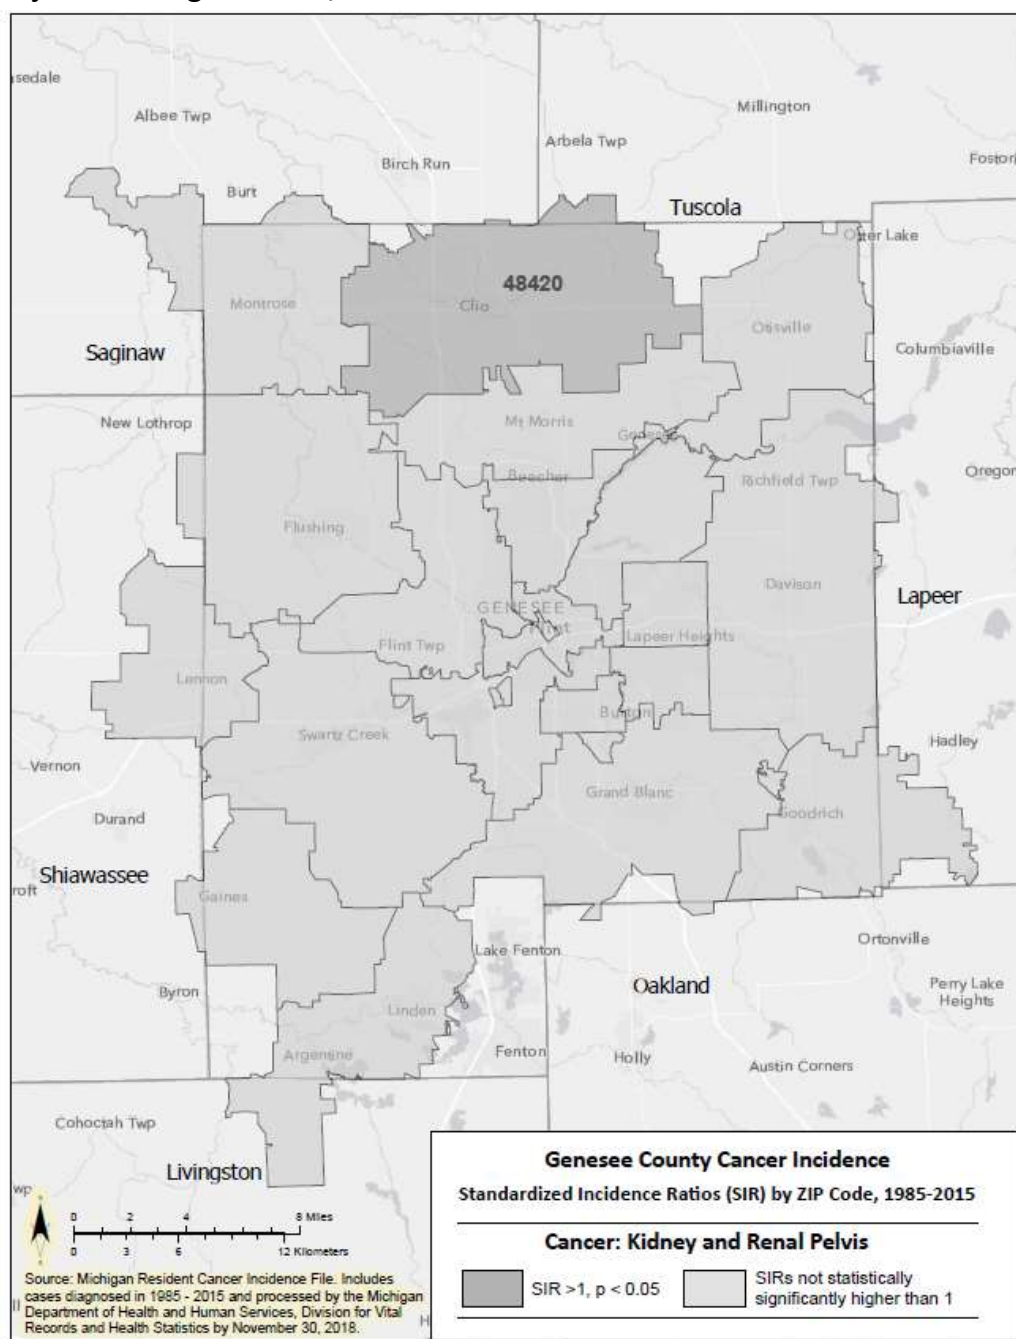 asedale
Albee Twp
Millington
Arbela Twp
Birch Run
Burt
Tuscola
48420
Clio
Montrose
Otisville
Saginaw
Columbiaville
New Lothrop
Mt Morris
Beecher
Oregon
Richfield Twp
Flushing
Davison
Lapeer
GENESEE
Flint
Flint Twp
Lapeer Heights
Lennon
Burton
Swartz Creek
Hadley
Vernon
Grand Blanc
Durand
Goodrich
Shiawassee
roft
Gaines
Ortonville
Lake Fenton
Byron
Oakland
Perry Lake
Heights
Linden
Argentine
Fenton
Holly
Austin Corners
Cohoctah Twp
Livingston
wp
Genesee County Cancer Incidence
Standardized Incidence Ratios (SIR) by ZIP Code, 1985-2015
Cancer: Kidney and Renal Pelvis
SIR >1, p < 0.05
SIRs not statistically
significantly higher than 1
0 2 4 8 Miles
0 3 6 12 Kilometers
Source: Michigan Resident Cancer Incidence File. Includes
cases diagnosed in 1985 - 2015 and processed by the Michigan
Department of Health and Human Services, Division for Vital
Records and Health Statistics by November 30, 2018.